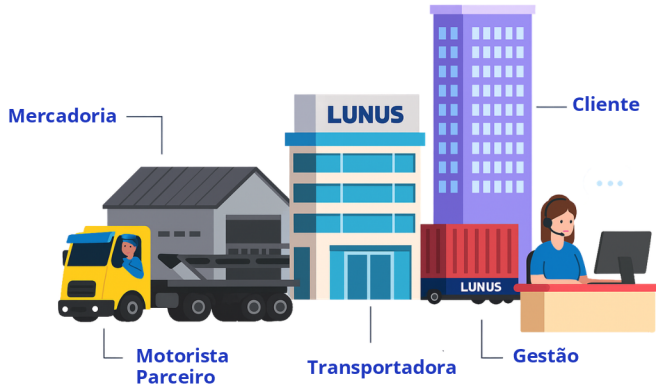 LUNUS
Cliente
Mercadoria
LUNUS
Motorista
Parceiro
Transportadora
Gestão